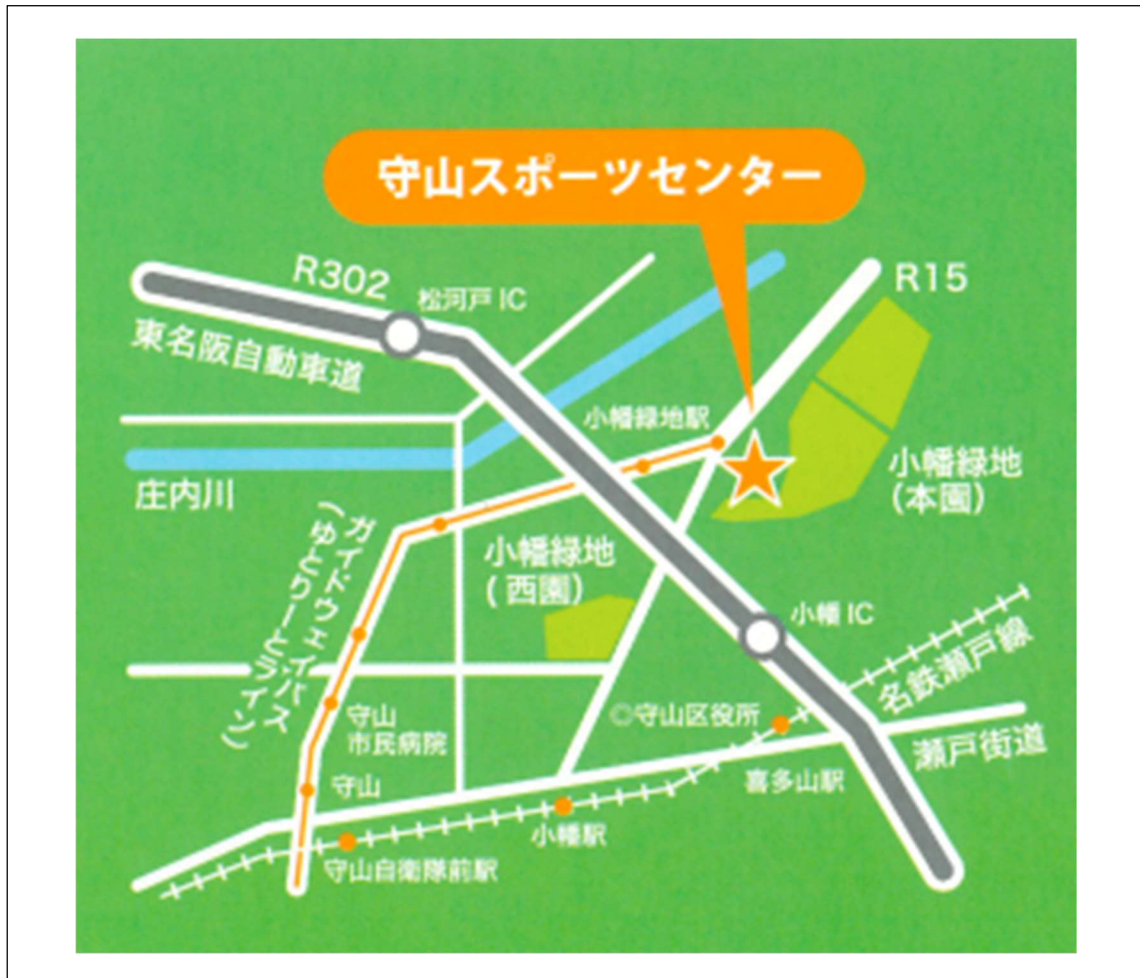 守山スポーツセンター
R302
松河戸 IC
R15
東名阪自動車道
小幡緑地駅
庄内川
小幡緑地
(本園)
ガイドウェイバス
(ゆとりーとライン)
小幡緑地
( 西園)
小幡 IC
名鉄瀬戸線
◎守山区役所
守山
市民病院
瀬戸街道
喜多山駅
守山
小幡駅
守山自衛隊前駅